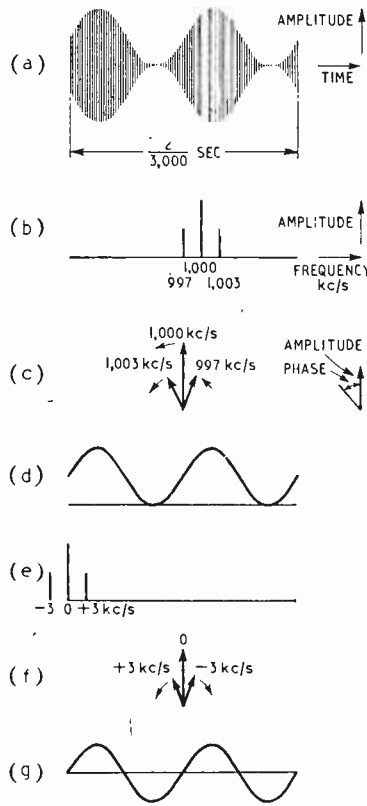 (a)
AMPLITUDE
TIME
2/3,000 SEC
(b)
AMPLITUDE
1,000
997 1,003
FREQUENCY
kc/s
(c)
1,000 kc/s
1,003 kc/s 997 kc/s
AMPLITUDE
PHASE
(d)
(e)
-3 0 +3 kc/s
(f)
0
+3 kc/s -3 kc/s
(g)